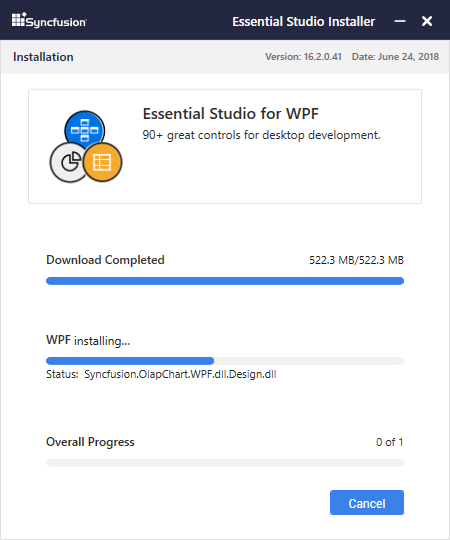 Syncfusion® Essential Studio Installer
Installation Version: 16.2.0.41 Date: June 24, 2018
Essential Studio for WPF
90+ great controls for desktop development.
Download Completed 522.3 MB/522.3 MB
WPF installing...
Status: Syncfusion.OlapChart.WPF.dll.Design.dll
Overall Progress 0 of 1
Cancel